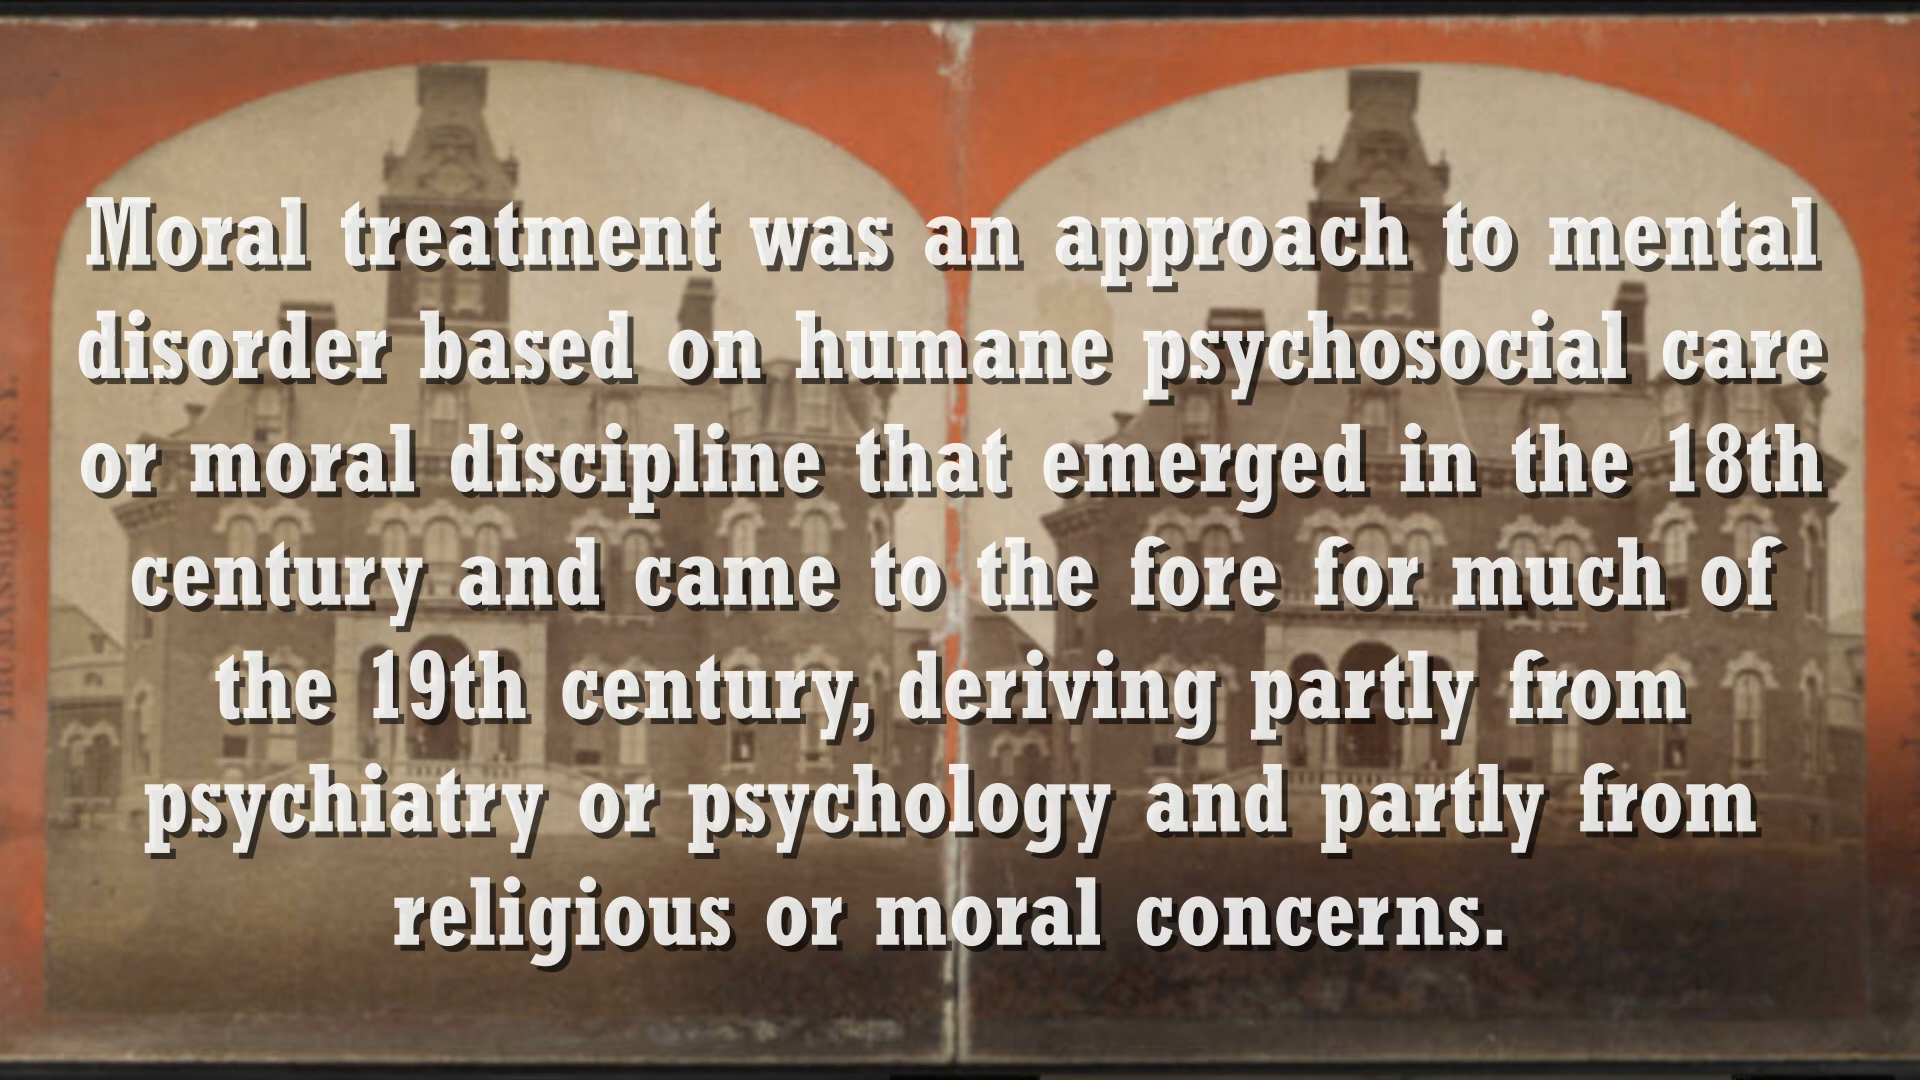 Moral treatment was an approach to mental
disorder based on humane psychosocial care
or moral discipline that emerged in the 18th
century and came to the fore for much of
the 19th century, deriving partly from
psychiatry or psychology and partly from
religious or moral concerns.
TRUMANSBURG, N. Y.